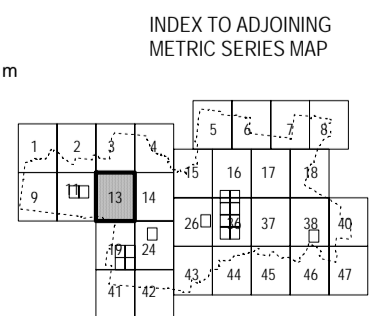 INDEX TO ADJOINING
METRIC SERIES MAP
m
5 6 7 8
1 2 3 4
15 16 17 18
9 11 13 14
26 36 37 38 40
19 24
43 44 45 46 47
41 42